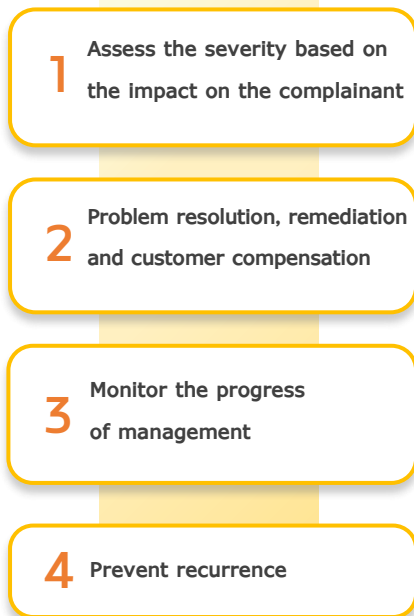 1
Assess the severity based on
the impact on the complainant
2
Problem resolution, remediation
and customer compensation
3
Monitor the progress
of management
4
Prevent recurrence